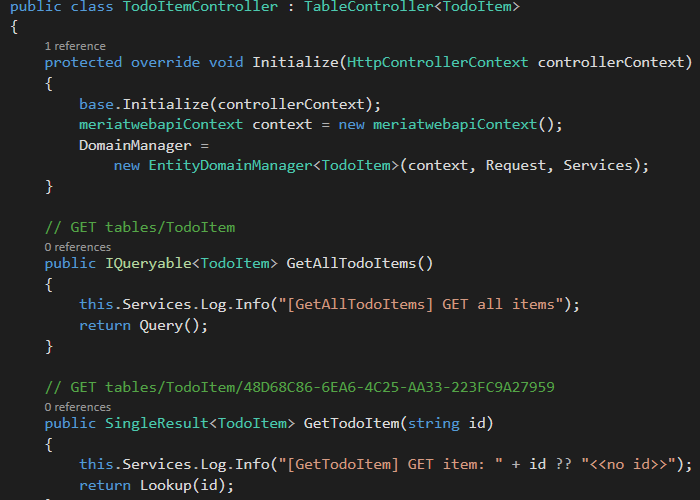 public class TodoItemController : TableController<TodoItem>
{
1 reference
protected override void Initialize(HttpControllerContext controllerContext)
{
base.Initialize(controllerContext);
meriatwebapiContext context = new meriatwebapiContext();
DomainManager =
new EntityDomainManager<TodoItem>(context, Request, Services);
}
// GET tables/TodoItem
0 references
public IQueryable<TodoItem> GetAllTodoItems()
{
this.Services.Log.Info("[GetAllTodoItems] GET all items");
return Query();
}
// GET tables/TodoItem/48D68C86-6EA6-4C25-AA33-223FC9A27959
0 references
public SingleResult<TodoItem> GetTodoItem(string id)
{
this.Services.Log.Info("[GetTodoItem] GET item: " + id ?? "<<no id>>");
return Lookup(id);